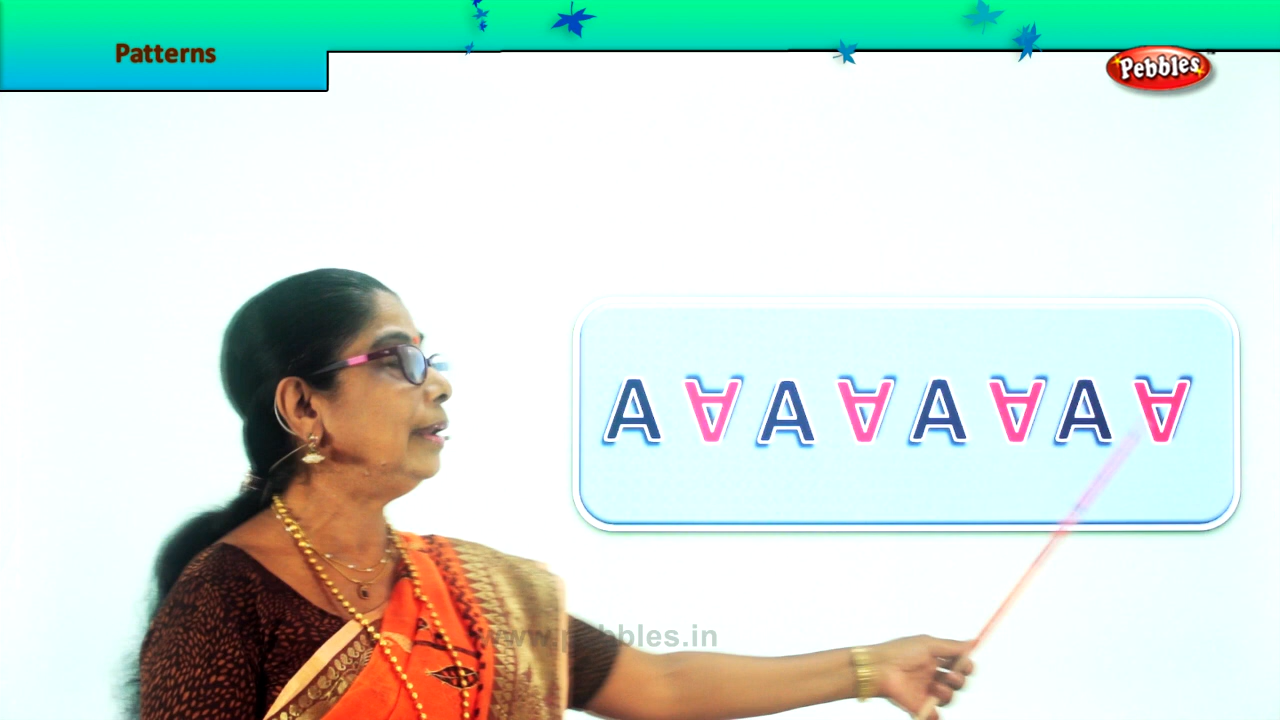 Patterns
Pebbles
A ∀ A ∀ A ∀ A ∀
www.pebbles.in